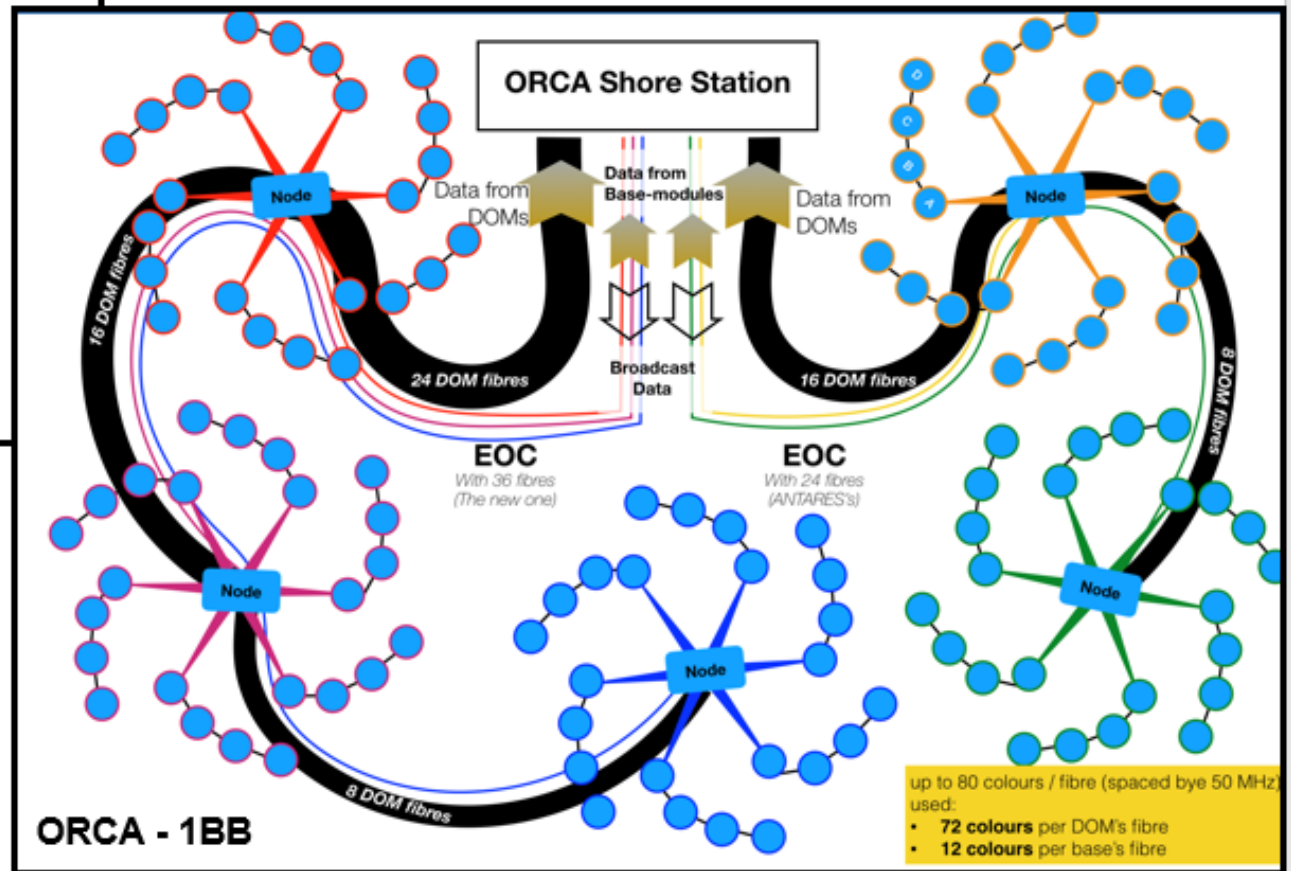 ORCA Shore Station
Data from
DOMs
Data from
Base-modules
Data from
DOMs
Node
Node
D
C
B
A
16 DOM fibres
24 DOM fibres
Broadcast
Data
16 DOM fibres
8 DOM fibres
EOC
With 36 fibres
(The new one)
EOC
With 24 fibres
(ANTARES's)
Node
Node
Node
8 DOM fibres
up to 80 colours / fibre (spaced bye 50 MHz)
used:
• 72 colours per DOM's fibre
• 12 colours per base's fibre
ORCA - 1BB